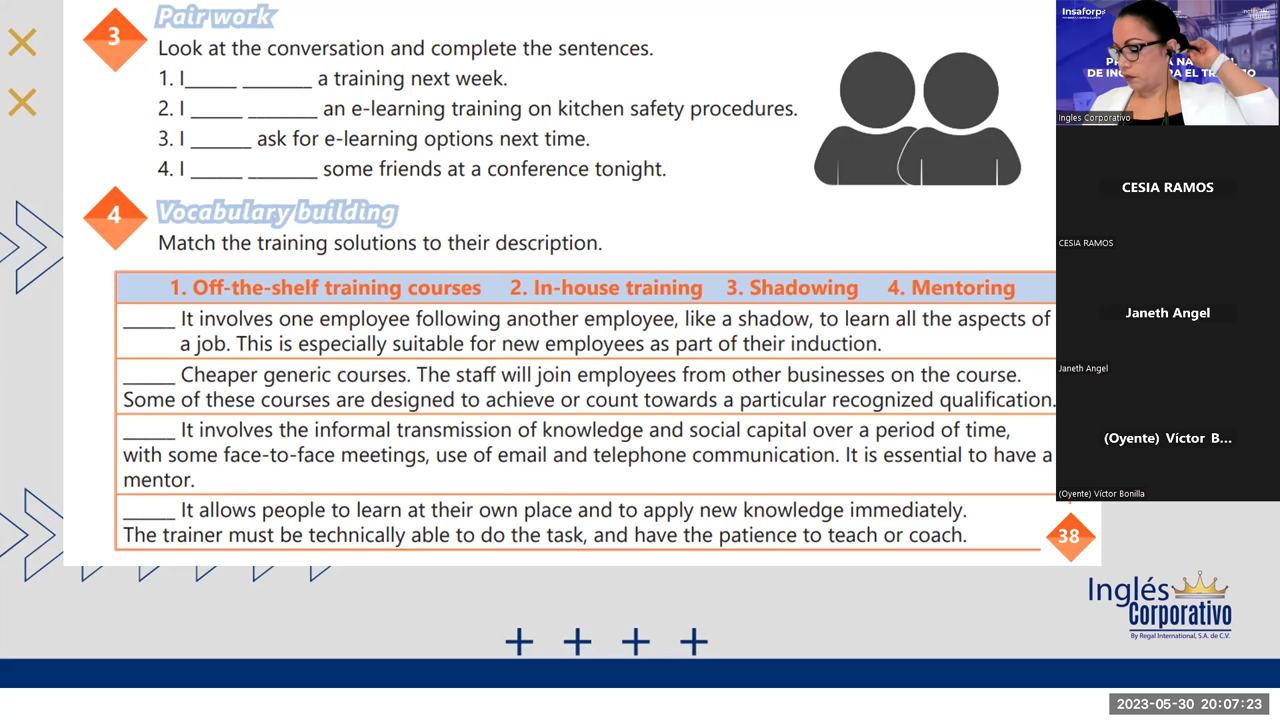 3
Pair work
Look at the conversation and complete the sentences.
1. I_____ _______ a training next week.
2. I _____ _______ an e-learning training on kitchen safety procedures.
3. I ______ ask for e-learning options next time.
4. I _____ _______ some friends at a conference tonight.
4
Vocabulary building
Match the training solutions to their description.
1. Off-the-shelf training courses 2. In-house training 3. Shadowing 4. Mentoring
_____ It involves one employee following another employee, like a shadow, to learn all the aspects of
a job. This is especially suitable for new employees as part of their induction.
_____ Cheaper generic courses. The staff will join employees from other businesses on the course.
Some of these courses are designed to achieve or count towards a particular recognized qualification.
_____ It involves the informal transmission of knowledge and social capital over a period of time,
with some face-to-face meetings, use of email and telephone communication. It is essential to have a
mentor.
_____ It allows people to learn at their own place and to apply new knowledge immediately.
The trainer must be technically able to do the task, and have the patience to teach or coach.
38
Inglés
Corporativo
By Regal International, S.A. de C.V.
Insaforp
Ingles Corporativo
CESIA RAMOS
CESIA RAMOS
Janeth Angel
Janeth Angel
(Oyente) Víctor B...
(Oyente) Víctor Bonilla
2023-05-30 20:07:23